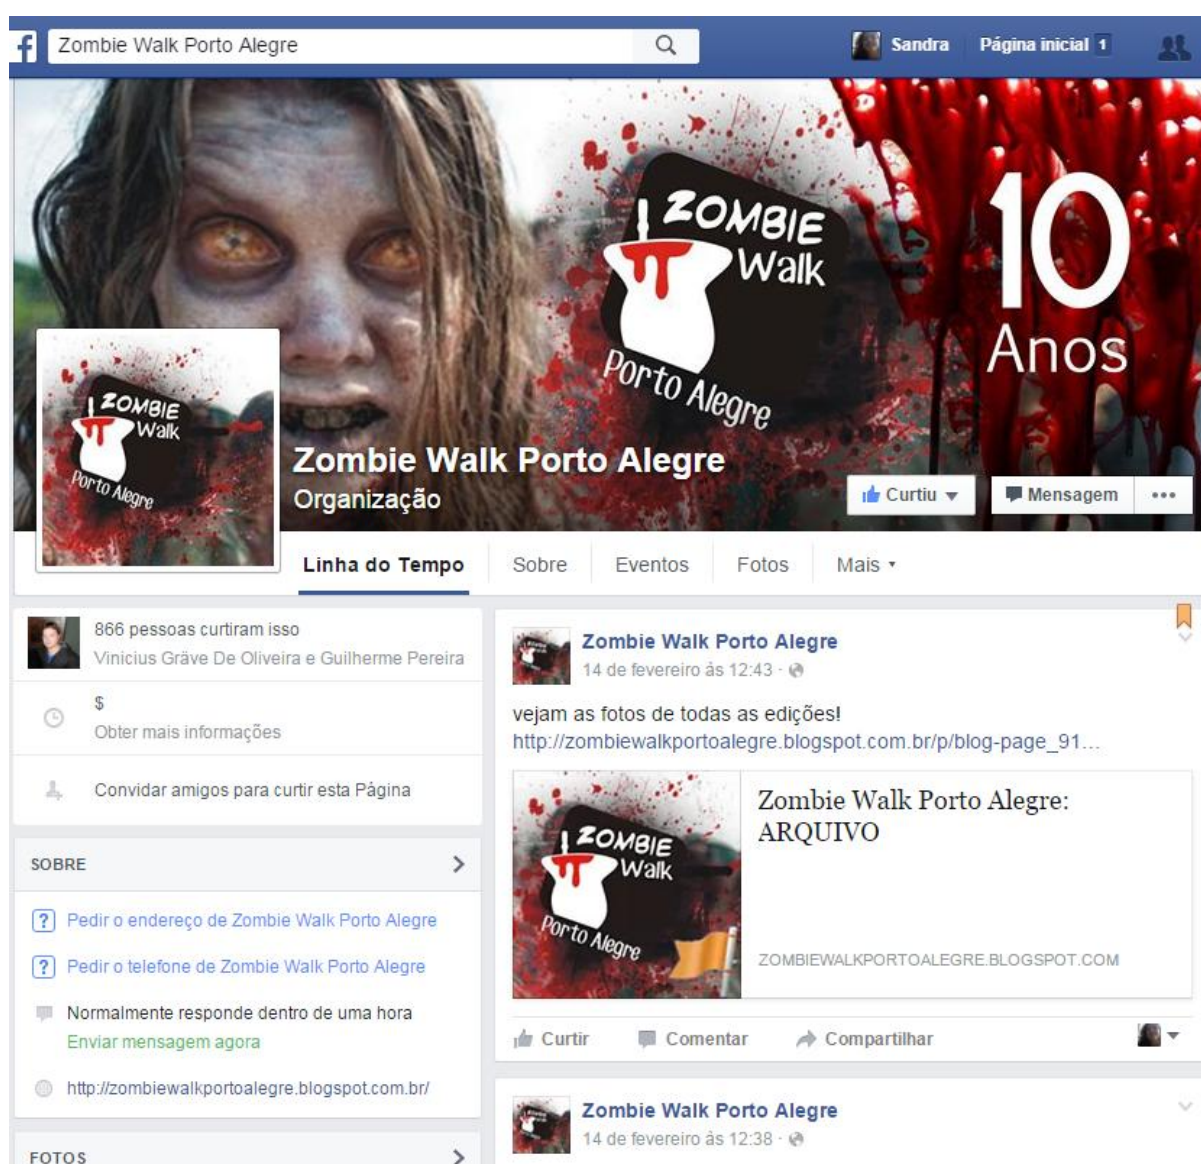 f Zombie Walk Porto Alegre
Sandra Página inicial 1
ZOMBIE
Walk
Porto Alegre
10
Anos
ZOMBIE
Walk
Porto Alegre
Zombie Walk Porto Alegre
Organização
Curtiu
Mensagem
Linha do Tempo Sobre Eventos Fotos Mais
866 pessoas curtiram isso
Vinicius Gräve De Oliveira e Guilherme Pereira
$
Obter mais informações
Convidar amigos para curtir esta Página
SOBRE
Pedir o endereço de Zombie Walk Porto Alegre
Pedir o telefone de Zombie Walk Porto Alegre
Normalmente responde dentro de uma hora
Enviar mensagem agora
http://zombiewalkportoalegre.blogspot.com.br/
FOTOS
Zombie Walk Porto Alegre
14 de fevereiro às 12:43 ·
vejam as fotos de todas as edições!
http://zombiewalkportoalegre.blogspot.com.br/p/blog-page_91...
ZOMBIE
Walk
Porto Alegre
Zombie Walk Porto Alegre:
ARQUIVO
ZOMBIEWALKPORTOALEGRE.BLOGSPOT.COM
Curtir Comentar Compartilhar
Zombie Walk Porto Alegre
14 de fevereiro às 12:38 ·